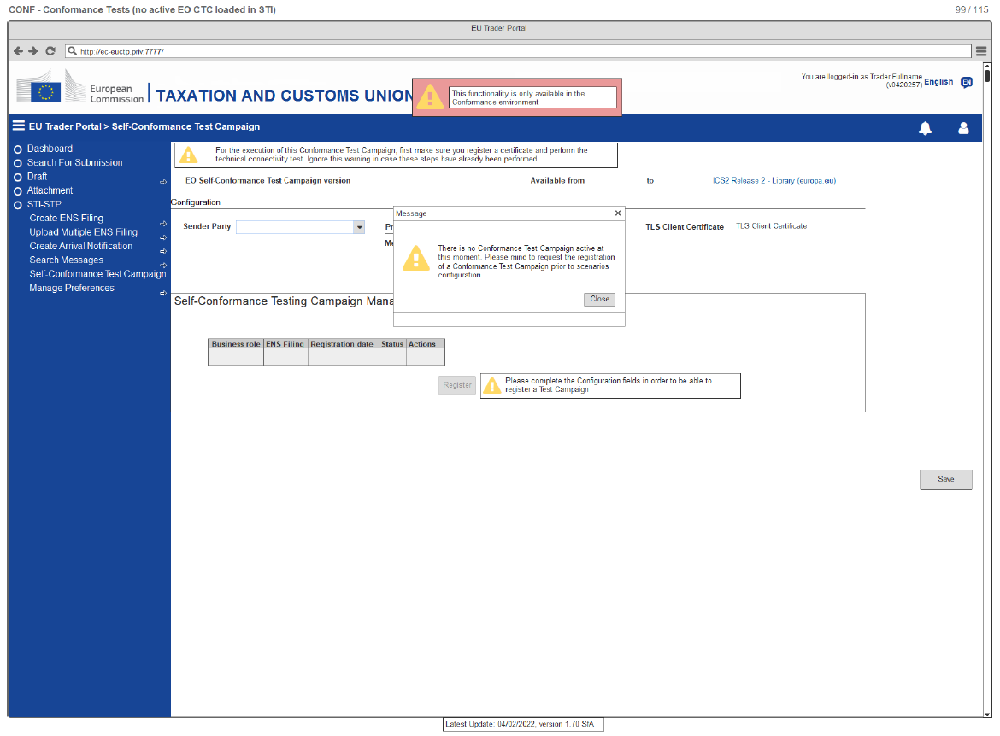 CONF - Conformance Tests (no active EO CTC loaded in STI)
99 / 115
EU Trader Portal
http://ec-euctp.priv:7777/
European
Commission
TAXATION AND CUSTOMS UNION
This functionality is only available in the
Conformance environment
You are llogged-in as Trader Fullname
(v0420257)
English
EN
EU Trader Portal > Self-Conformance Test Campaign
Dashboard
Search For Submission
Draft
Attachment
STI-STP
Create ENS Filing
Upload Multiple ENS Filing
Create Arrival Notification
Search Messages
Self-Conformance Test Campaign
Manage Preferences
For the execution of this Conformance Test Campaign, first make sure you register a certificate and perform the
technical connectivity test. Ignore this warning in case these steps have already been performed.
EO Self-Conformance Test Campaign version
Available from
to
ICS2 Release 2 - Library (europa.eu)
Configuration
Sender Party
Pr
Me
TLS Client Certificate
TLS Client Certificate
Message
There is no Conformance Test Campaign active at
this moment. Please mind to request the registration
of a Conformance Test Campaign prior to scenarios
configuration.
Close
Self-Conformance Testing Campaign Mana
Business role ENS Filing Registration date Status Actions
Register
Please complete the Configuration fields in order to be able to
register a Test Campaign
Save
Latest Update: 04/02/2022, version 1.70 SfA